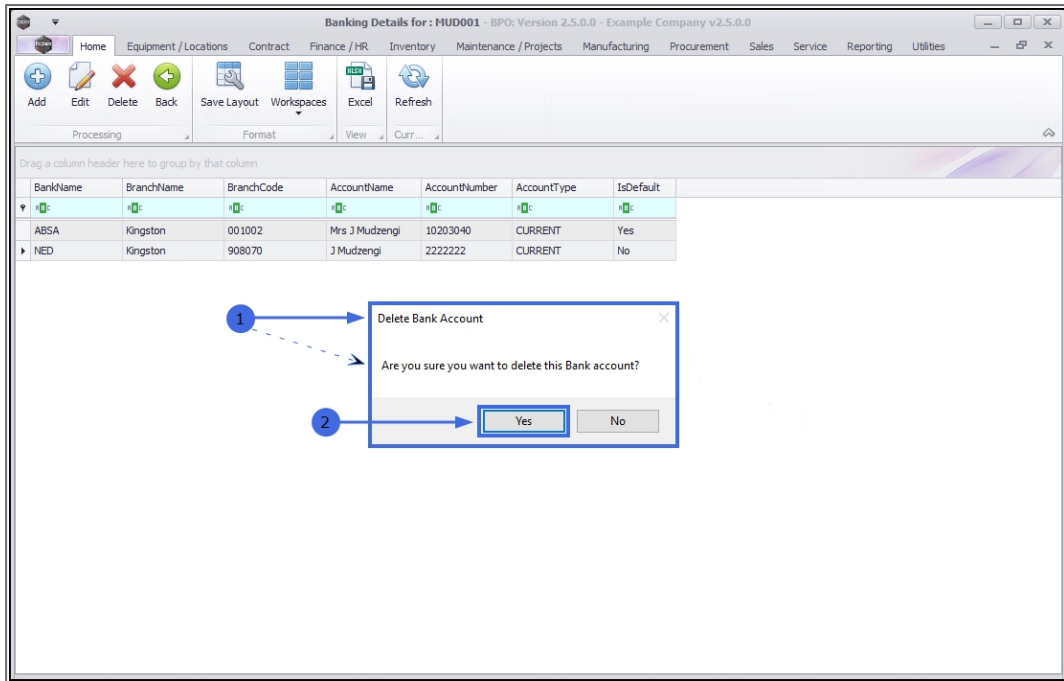 Banking Details for : MUD001 - BPO: Version 2.5.0.0 - Example Company v2.5.0.0
Home Equipment / Locations Contract Finance / HR Inventory Maintenance / Projects Manufacturing Procurement Sales Service Reporting Utilities
Add Edit Delete Back Save Layout Workspaces Excel Refresh
Processing Format View Curr...
Drag a column header here to group by that column
BankName BranchName BranchCode AccountName AccountNumber AccountType IsDefault
ABSA Kingston 001002 Mrs J Mudzengi 10203040 CURRENT Yes
NED Kingston 908070 J Mudzengi 2222222 CURRENT No
1 Delete Bank Account
Are you sure you want to delete this Bank account?
2 Yes No